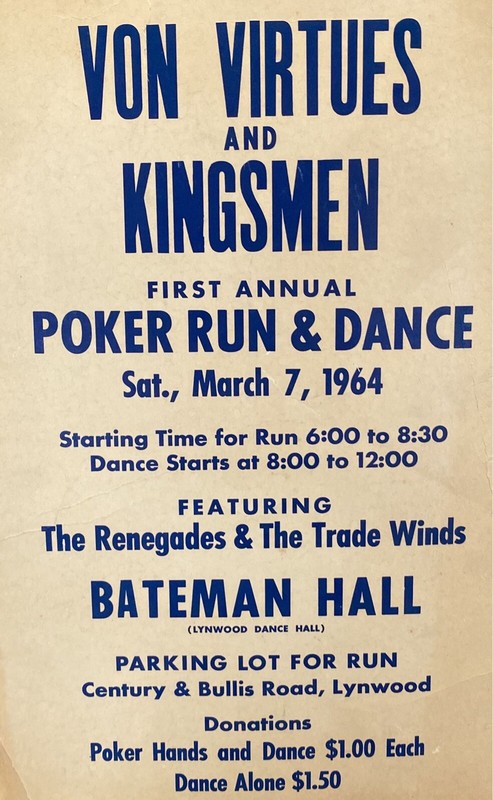 VON VIRTUES
AND
KINGSMEN
FIRST ANNUAL
POKER RUN & DANCE
Sat., March 7, 1964
Starting Time for Run 6:00 to 8:30
Dance Starts at 8:00 to 12:00
FEATURING
The Renegades & The Trade Winds
BATEMAN HALL
(LYNWOOD DANCE HALL)
PARKING LOT FOR RUN
Century & Bullis Road, Lynwood
Donations
Poker Hands and Dance $1.00 Each
Dance Alone $1.50